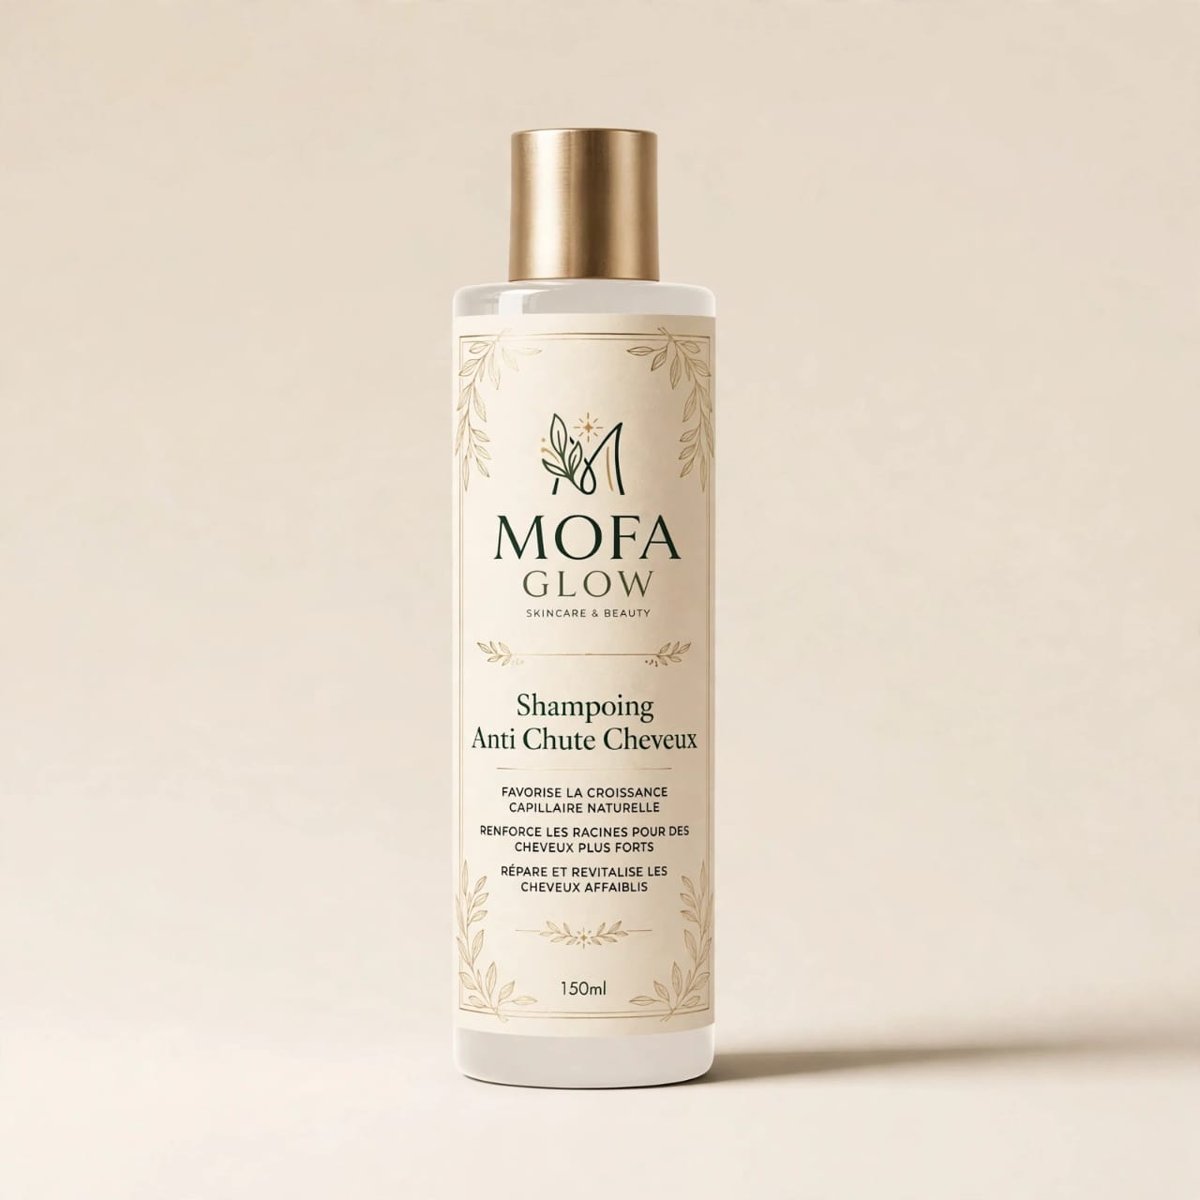 MOFA
GLOW
SKINCARE & BEAUTY
Shampoing
Anti Chute Cheveux
FAVORISE LA CROISSANCE
CAPILLAIRE NATURELLE
RENFORCE LES RACINES POUR DES
CHEVEUX PLUS FORTS
RÉPARE ET REVITALISE LES
CHEVEUX AFFAIBLIS
150ml